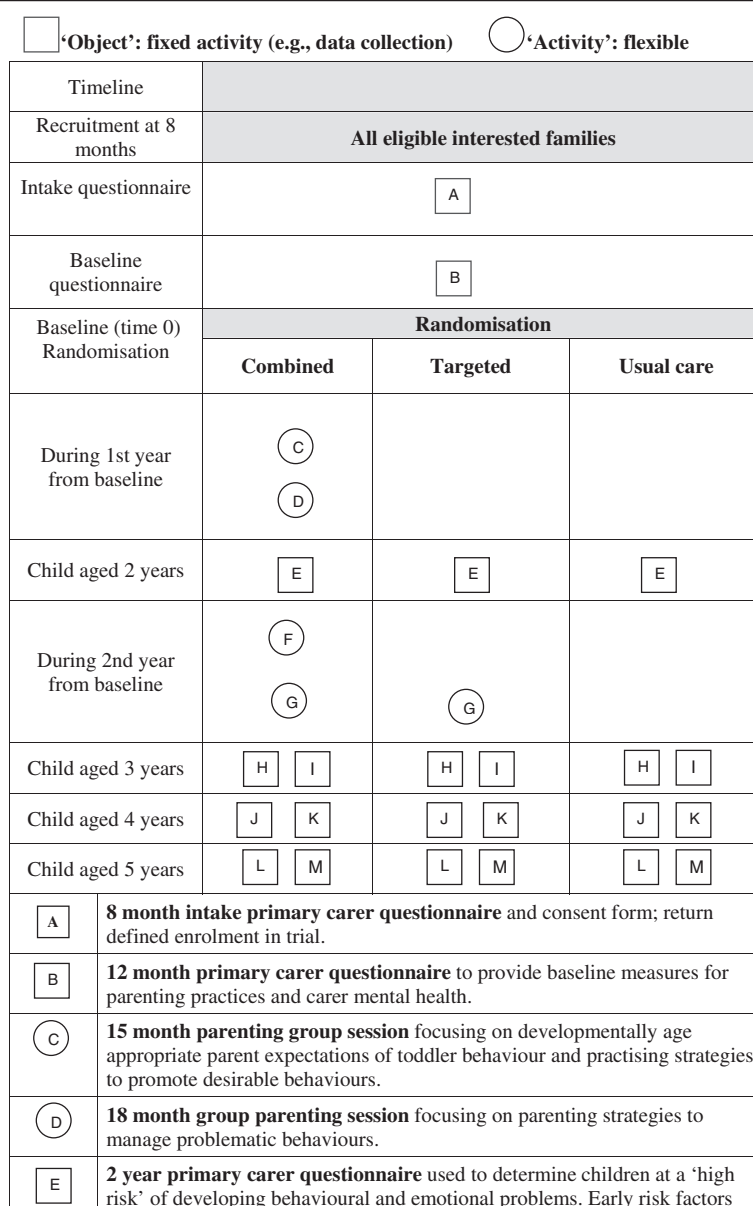 ‘Object’: fixed activity (e.g., data collection) ‘Activity’: flexible
Timeline
Recruitment at 8
months
All eligible interested families
Intake questionnaire
A
Baseline
questionnaire
B
Baseline (time 0)
Randomisation
Randomisation
Combined Targeted Usual care
During 1st year
from baseline
C
D
Child aged 2 years E E E
During 2nd year
from baseline
F
G G
Child aged 3 years H I H I H I
Child aged 4 years J K J K J K
Child aged 5 years L M L M L M
A
8 month intake primary carer questionnaire and consent form; return
defined enrolment in trial.
B
12 month primary carer questionnaire to provide baseline measures for
parenting practices and carer mental health.
C
15 month parenting group session focusing on developmentally age
appropriate parent expectations of toddler behaviour and practising strategies
to promote desirable behaviours.
D
18 month group parenting session focusing on parenting strategies to
manage problematic behaviours.
E
2 year primary carer questionnaire used to determine children at a ‘high
risk’ of developing behavioural and emotional problems. Early risk factors